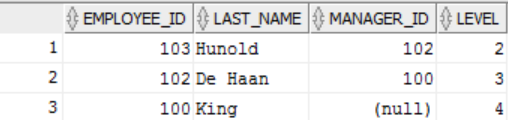 EMPLOYEE_ID LAST_NAME MANAGER_ID LEVEL
1 103 Hunold 102 2
2 102 De Haan 100 3
3 100 King (null) 4